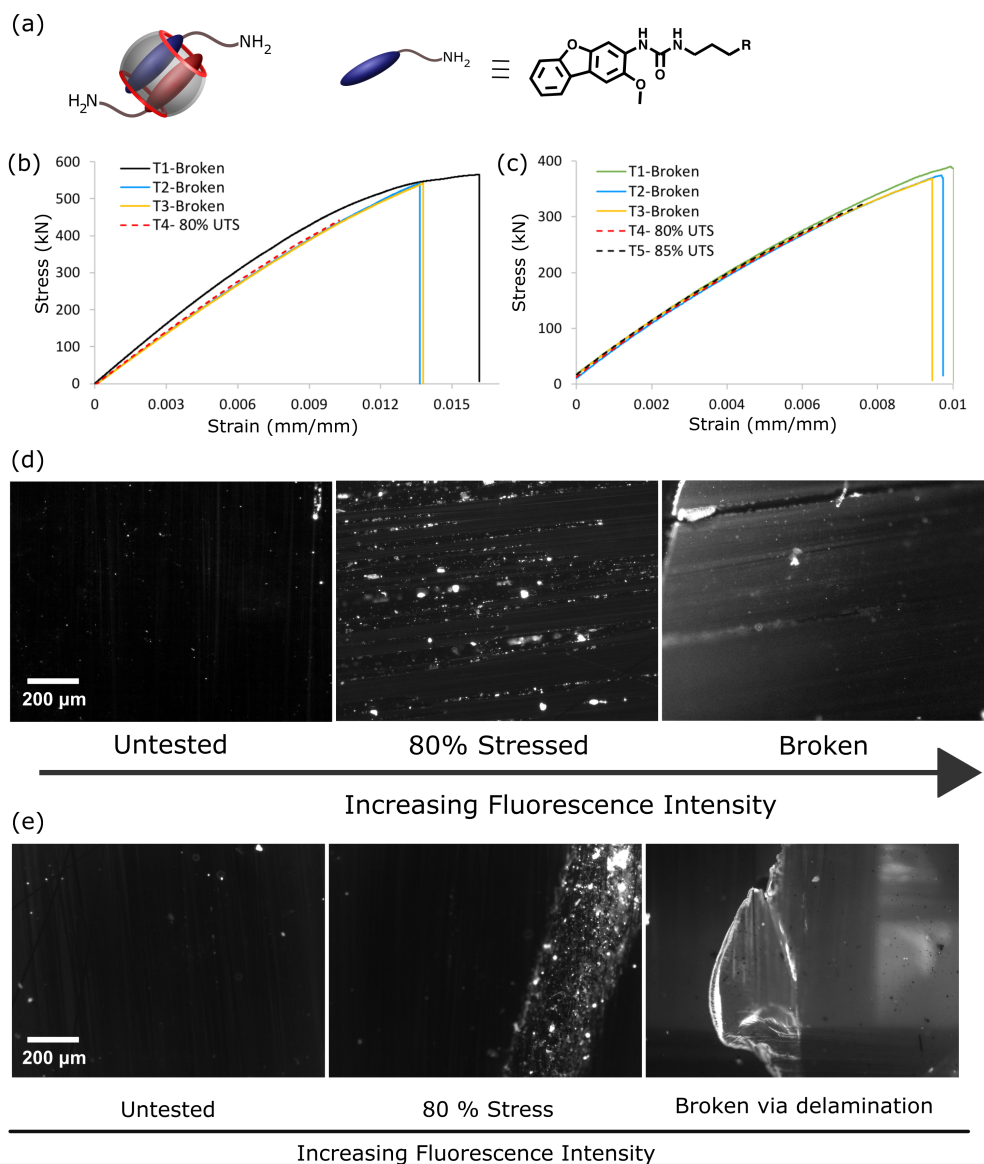 (a)
NH2
H2N
NH2
O
H
N
H
N
R
O
O
(b)
600
500
400
300
200
100
0
Stress (kN)
T1-Broken
T2-Broken
T3-Broken
T4- 80% UTS
0 0.003 0.006 0.009 0.012 0.015
Strain (mm/mm)
(c)
400
300
200
100
0
Stress (kN)
T1-Broken
T2-Broken
T3-Broken
T4- 80% UTS
T5- 85% UTS
0 0.002 0.004 0.006 0.008 0.01
Strain (mm/mm)
(d)
200 µm
Untested 80% Stressed Broken
Increasing Fluorescence Intensity
(e)
200 µm
Untested 80 % Stress Broken via delamination
Increasing Fluorescence Intensity